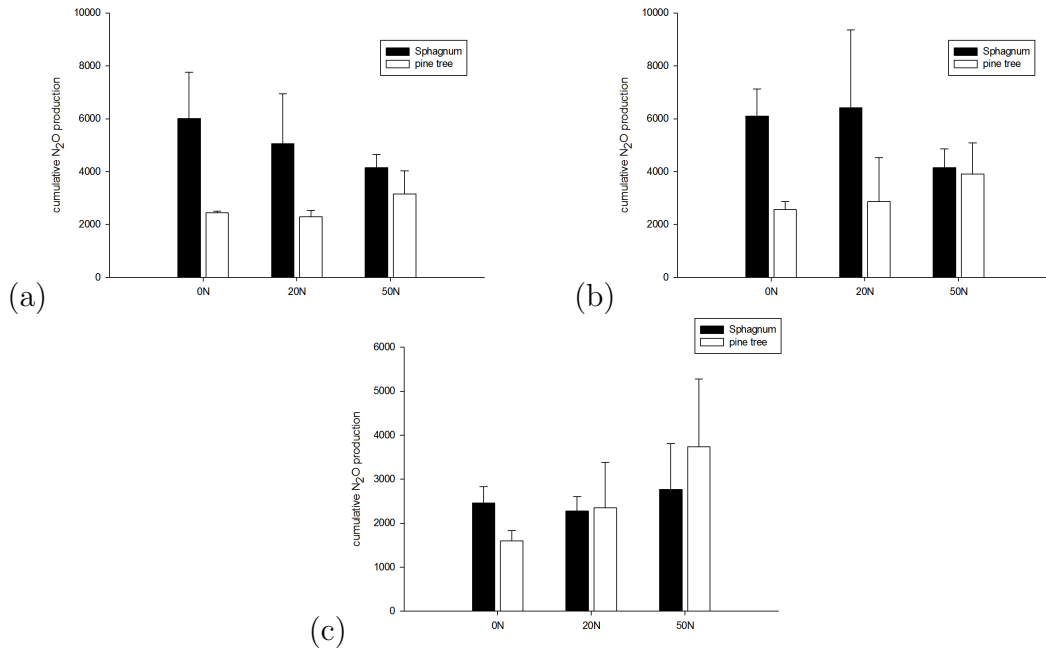 10000
8000
6000
4000
2000
0
cumulative N2O production
Sphagnum
pine tree
0N
20N
50N
(a)
10000
8000
6000
4000
2000
0
cumulative N2O production
Sphagnum
pine tree
0N
20N
50N
(b)
6000
5000
4000
3000
2000
1000
0
cumulative N2O production
Sphagnum
pine tree
0N
20N
50N
(c)